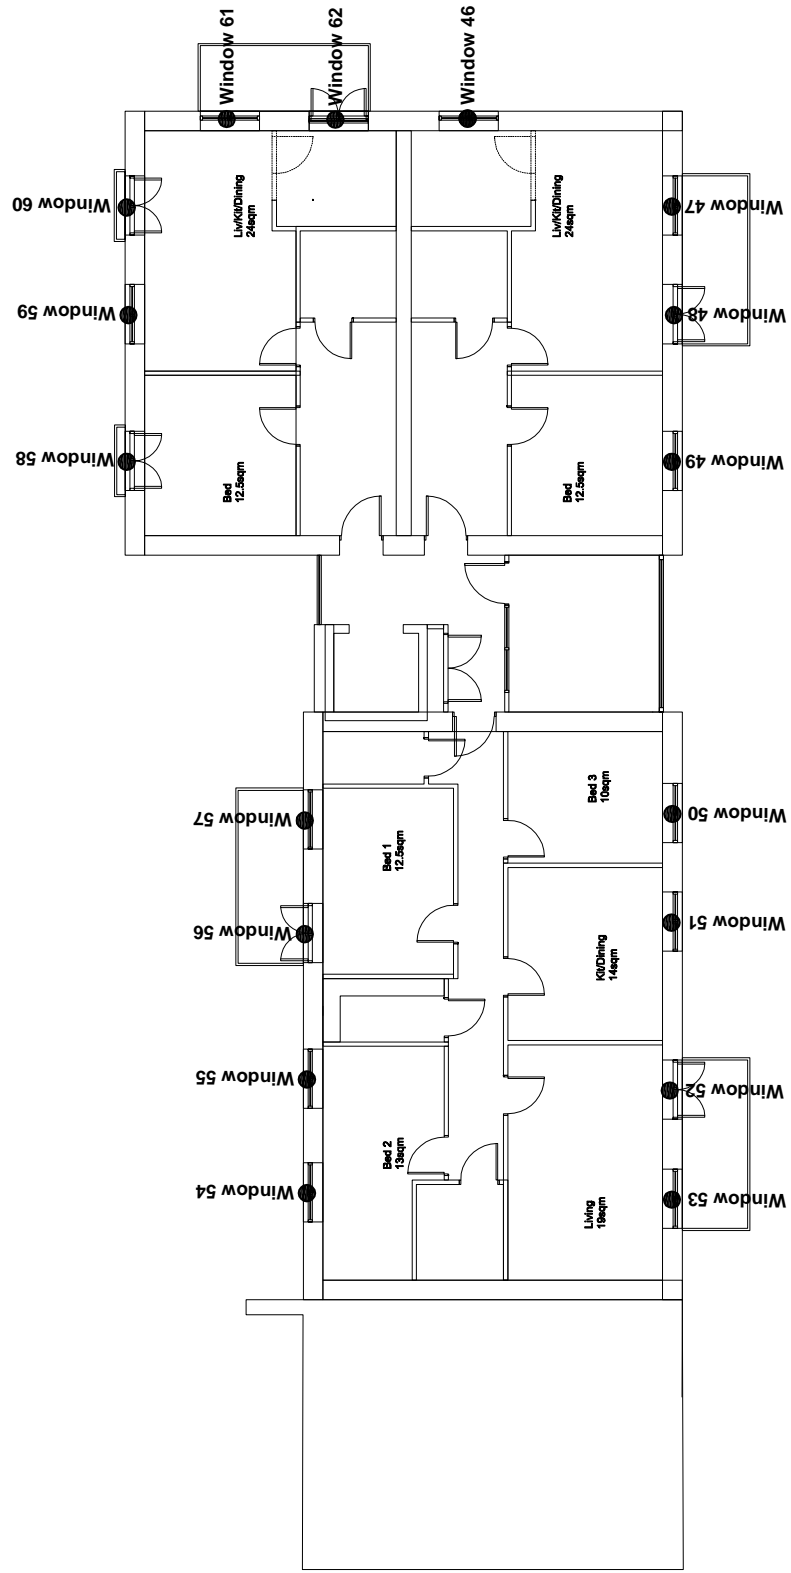 Window 61
Window 62
Window 46
Window 60
Liv/Kit/Dining
24sqm
Liv/Kit/Dining
24sqm
Window 47
Window 59
Window 48
Window 58
Bed
12.5sqm
Bed
12.5sqm
Window 49
Window 57
Bed 1
12.5sqm
Bed 3
10sqm
Window 50
Window 56
Kit/Dining
14sqm
Window 51
Window 55
Window 52
Window 54
Bed 2
13sqm
Living
19sqm
Window 53